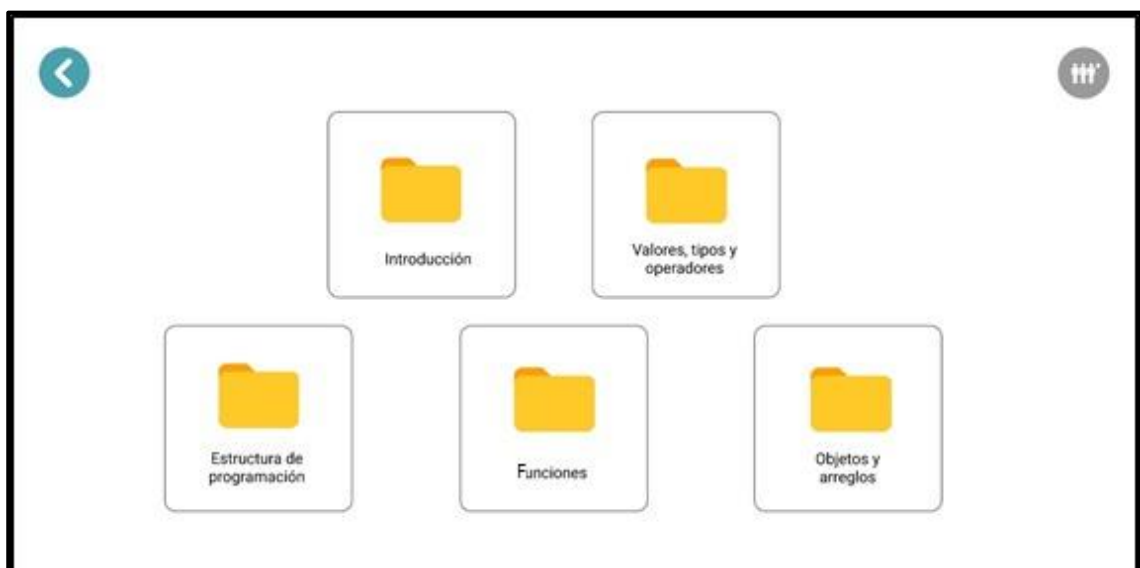 Introducción
Valores, tipos y
operadores
Estructura de
programación
Funciones
Objetos y
arreglos